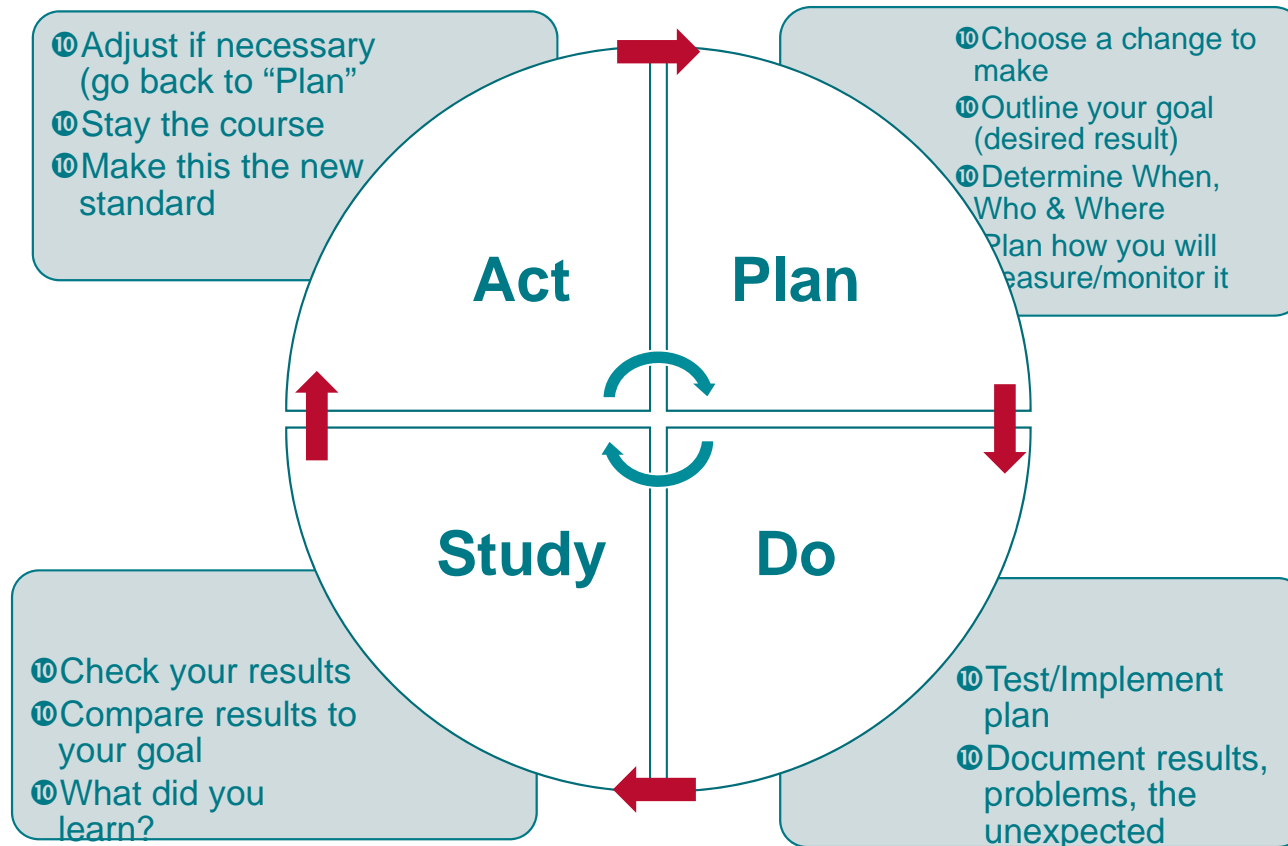 ❿Adjust if necessary
(go back to “Plan”
❿Stay the course
❿Make this the new
standard
❿Choose a change to
make
❿Outline your goal
(desired result)
❿Determine When,
Who & Where
Plan how you will
easure/monitor it
Act
Plan
Study
Do
❿Check your results
❿Compare results to
your goal
❿What did you
learn?
❿Test/Implement
plan
❿Document results,
problems, the
unexpected